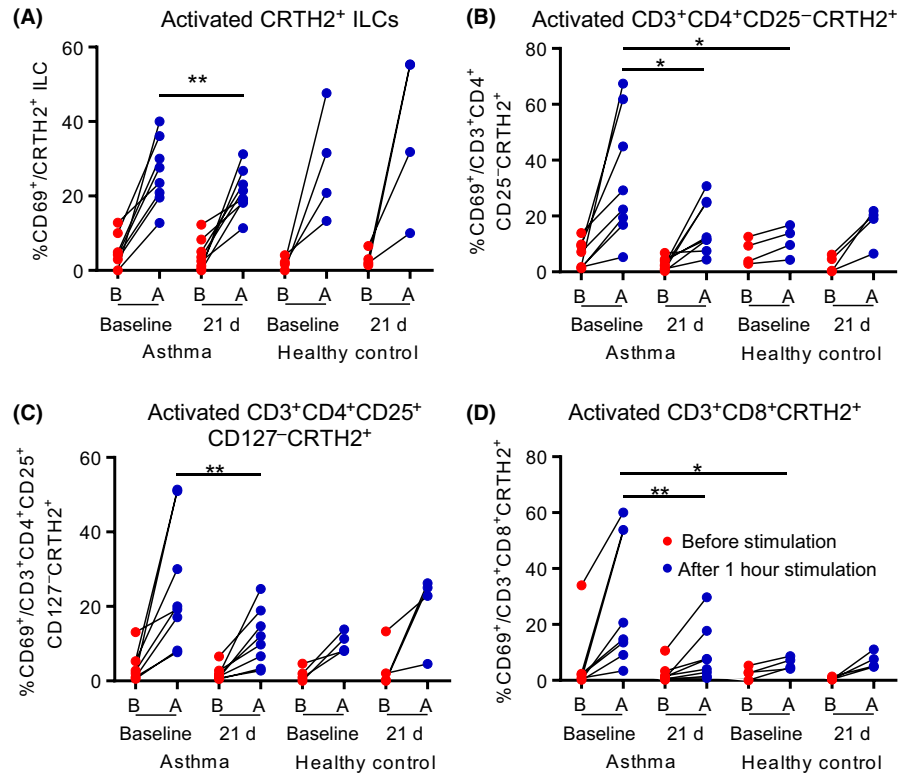 (A) Activated CRTH2⁺ ILCs
%CD69⁺/CRTH2⁺ ILC
60
40
20
0
**
B A B A B A B A
Baseline 21 d Baseline 21 d
Asthma Healthy control
(B) Activated CD3⁺CD4⁺CD25⁻CRTH2⁺
%CD69⁺/CD3⁺CD4⁺
CD25⁻CRTH2⁺
80
60
40
20
0
*
*
B A B A B A B A
Baseline 21 d Baseline 21 d
Asthma Healthy control
(C) Activated CD3⁺CD4⁺CD25⁺
CD127⁻CRTH2⁺
%CD69⁺/CD3⁺CD4⁺CD25⁺
CD127⁻CRTH2⁺
60
40
20
0
**
B A B A B A B A
Baseline 21 d Baseline 21 d
Asthma Healthy control
(D) Activated CD3⁺CD8⁺CRTH2⁺
%CD69⁺/CD3⁺CD8⁺CRTH2⁺
80
60
40
20
0
*
**
Before stimulation
After 1 hour stimulation
B A B A B A B A
Baseline 21 d Baseline 21 d
Asthma Healthy control